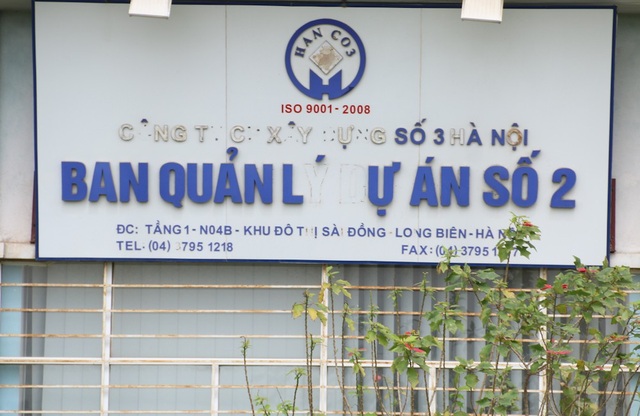 HAN CO3
ISO 9001-2008
SỐ 3 HÀ NỘI
BAN QUẢN LÝ DỰ ÁN SỐ 2
ĐC: TẦNG 1 - N04B - KHU ĐÔ THỊ SÀI ĐỒNG - LONG BIÊN - HÀ
TEL: (04) 3795 1218
FAX: (04) 3795